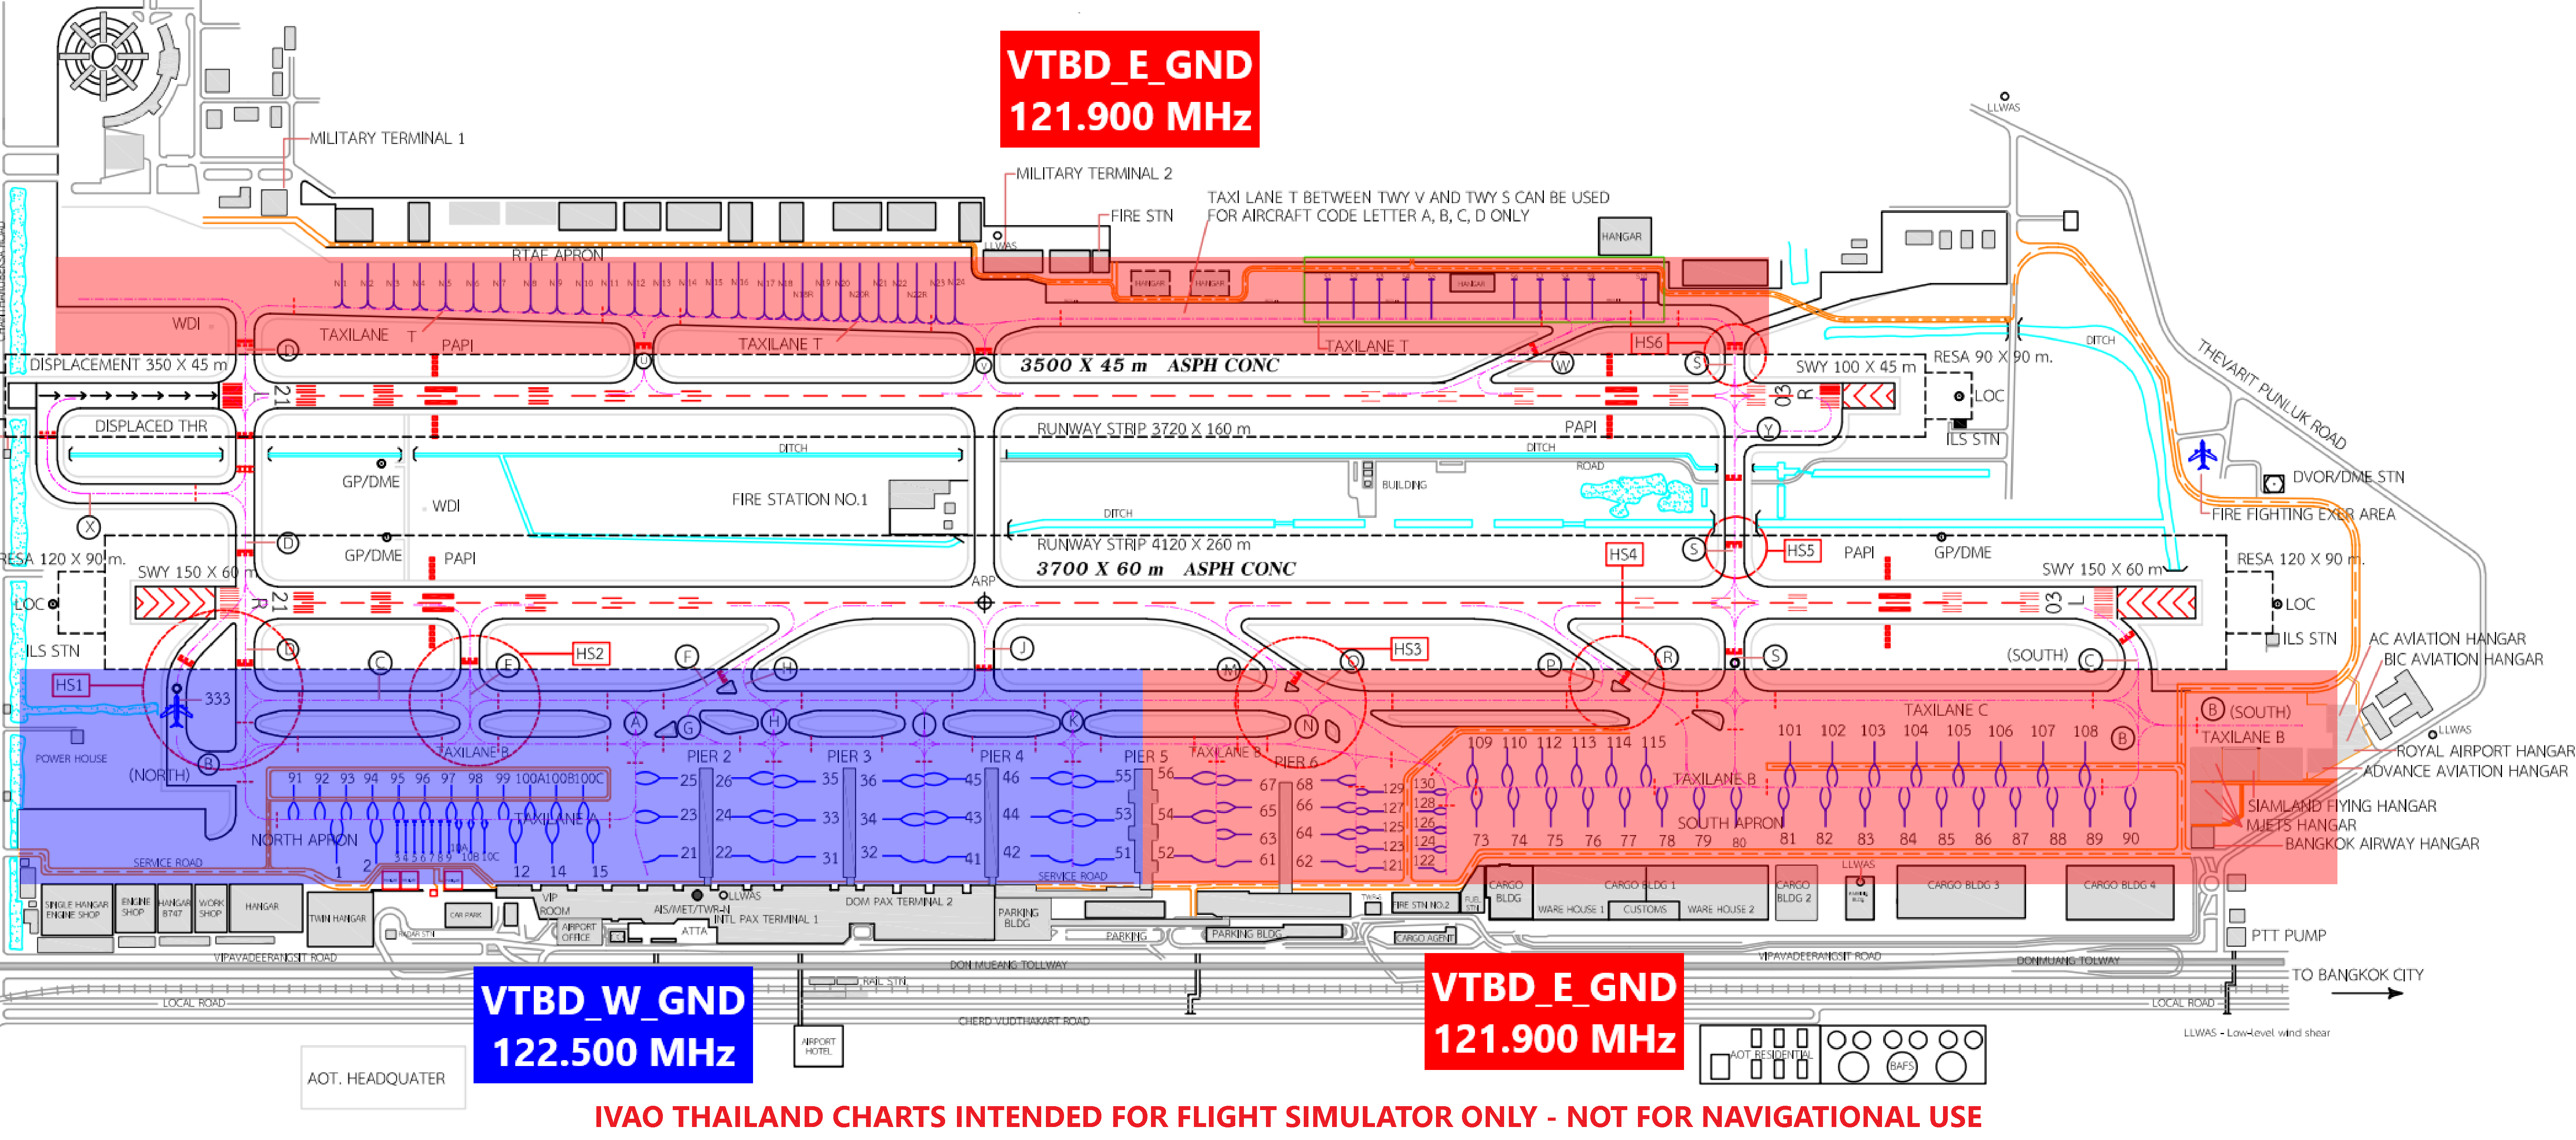 VTBD_E_GND
121.900 MHz
LLWAS
MILITARY TERMINAL 1
MILITARY TERMINAL 2
TAXI LANE T BETWEEN TWY V AND TWY S CAN BE USED
FOR AIRCRAFT CODE LETTER A, B, C, D ONLY
FIRE STN
LLWAS
HANGAR
RTAF APRON
N1 N2 N3 N4 N5 N6 N7 N8 N9 N10 N11 N12 N13 N14 N15 N16 N17 N18 N19 N20 N21 N22 N23 N24
N18R N20R N22R
HANGAR HANGAR HANGAR
WDI
TAXILANE T
PAPI
TAXILANE T
TAXILANE T
HS6
D
U
V
W
S
DISPLACEMENT 350 X 45 m
3500 X 45 m ASPH CONC
SWY 100 X 45 m
RESA 90 X 90 m.
DITCH
THEVARIT PUNLUK ROAD
21
L
03
R
LOC
DISPLACED THR
RUNWAY STRIP 3720 X 160 m
PAPI
Y
ILS STN
DITCH
DITCH
GP/DME
ROAD
BUILDING
DVOR/DME STN
WDI
FIRE STATION NO.1
X
DITCH
FIRE FIGHTING EXER AREA
D
GP/DME
PAPI
RUNWAY STRIP 4120 X 260 m
HS4
S
HS5
PAPI
GP/DME
RESA 120 X 90 m.
RESA 120 X 90 m.
SWY 150 X 60 m
3700 X 60 m ASPH CONC
SWY 150 X 60 m
ARP
LOC
21
R
03
L
LOC
ILS STN
ILS STN
D
C
E
HS2
F
H
J
M
Q
HS3
P
R
S
(SOUTH)
C
AC AVIATION HANGAR
BIC AVIATION HANGAR
HS1
333
A
G
H
I
K
N
TAXILANE C
B
(SOUTH)
TAXILANE B
LLWAS
POWER HOUSE
(NORTH)
B
TAXILANE B
PIER 2
PIER 3
PIER 4
PIER 5
TAXILANE B
PIER 6
109 110 112 113 114 115
101 102 103 104 105 106 107 108
B
ROYAL AIRPORT HANGAR
ADVANCE AVIATION HANGAR
91 92 93 94 95 96 97 98 99 100A 100B 100C
25 26 35 36 45 46 55 56 67 68
TAXILANE B
129 130
127 128
SIAMLAND FLYING HANGAR
MJETS HANGAR
BANGKOK AIRWAY HANGAR
NORTH APRON
TAXILANE A
23 24 33 34 43 44 53 54 65 66
63 64
125 126
123 124
121 122
SOUTH APRON
73 74 75 76 77 78 79 80 81 82 83 84 85 86 87 88 89 90
SERVICE ROAD
1 2 3 4 5 6 7 8 9 10A 10B 10C 12 14 15
21 22 31 32 41 42 51 52 61 62
SERVICE ROAD
LLWAS
SINGLE HANGAR
ENGINE SHOP
ENGINE
SHOP
HANGAR
B747
WORK
SHOP
HANGAR
TWIN HANGAR
CAR PARK
RADAR STN
VIP
ROOM
AIRPORT
OFFICE
LLWAS
AIS/MET/TWR-N
INTL PAX TERMINAL 1
ATTA
DOM PAX TERMINAL 2
PARKING
BLDG
PARKING
PARKING BLDG
FIRE STN NO.2
FUEL
STN
CARGO AGENT
CARGO
BLDG
CARGO BLDG 1
WARE HOUSE 1
CUSTOMS
WARE HOUSE 2
CARGO
BLDG 2
CARGO BLDG 3
CARGO BLDG 4
PTT PUMP
VIPAVADEERANGSIT ROAD
DON MUEANG TOLLWAY
VIPAVADEERANGSIT ROAD
DONMUANG TOLWAY
TO BANGKOK CITY
LOCAL ROAD
RAIL STN
LOCAL ROAD
CHERD VUDTHAKART ROAD
VTBD_W_GND
122.500 MHz
VTBD_E_GND
121.900 MHz
AIRPORT
HOTEL
AOT RESIDENTIAL
BAFS
LLWAS - Low-level wind shear
AOT. HEADQUATER
IVAO THAILAND CHARTS INTENDED FOR FLIGHT SIMULATOR ONLY - NOT FOR NAVIGATIONAL USE